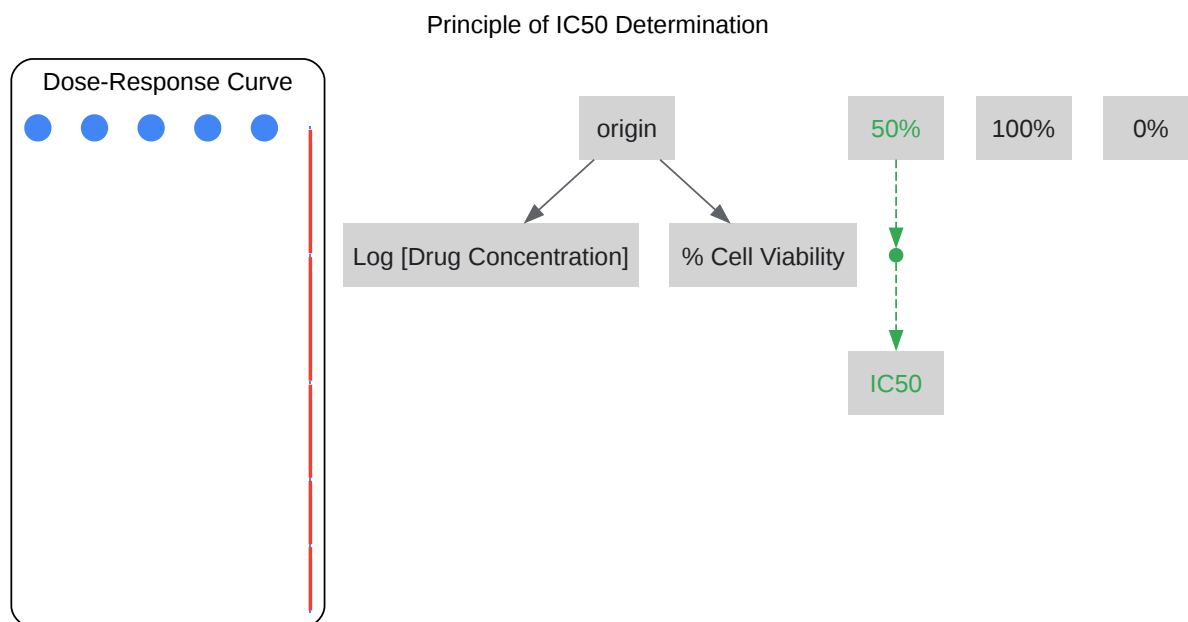 Principle of IC50 Determination
Dose-Response Curve
origin
50%
100%
0%
Log [Drug Concentration]
% Cell Viability
IC50